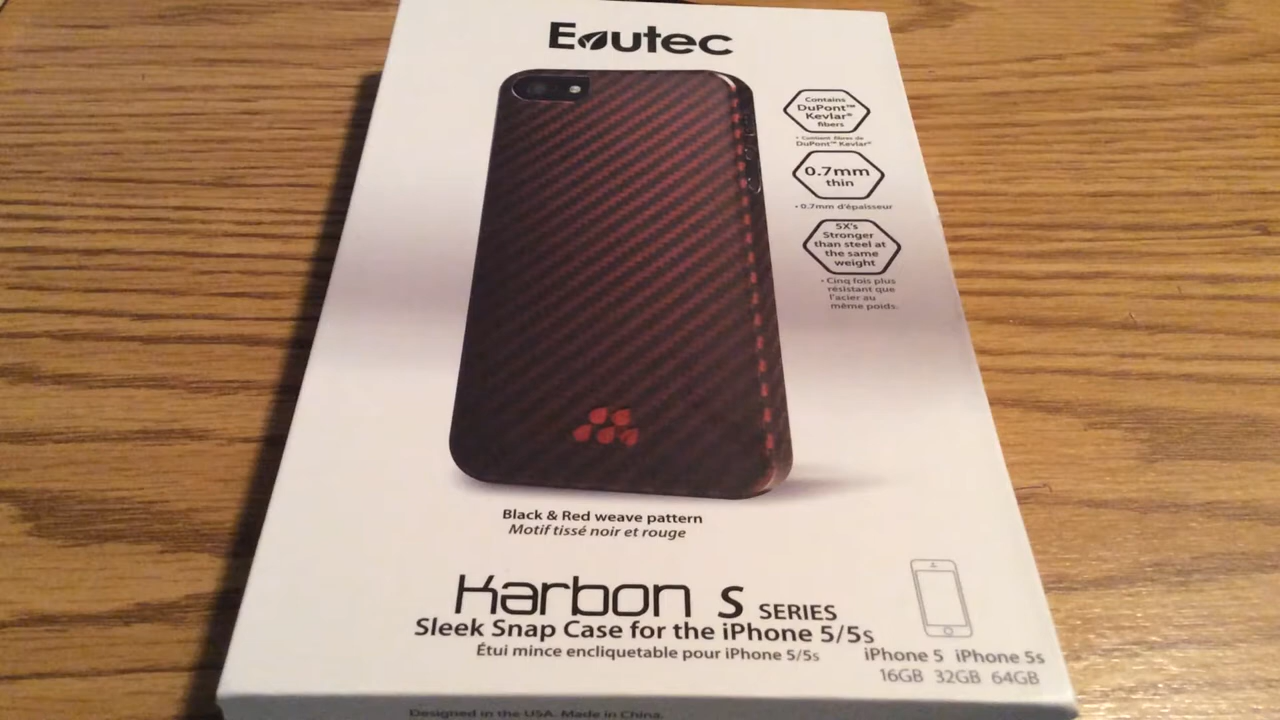 Evutec
Contains
DuPont™
Kevlar®
fibers
• Contient fibres de
DuPont™ Kevlar®
0.7mm
thin
• 0.7mm d'épaisseur
5X's
Stronger
than steel at
the same
weight
• Cinq fois plus
résistant que
l'acier au
même poids.
Black & Red weave pattern
Motif tissé noir et rouge
Karbon S SERIES
Sleek Snap Case for the iPhone 5/5s
Étui mince encliquetable pour iPhone 5/5s
iPhone 5 iPhone 5s
16GB 32GB 64GB
Designed in the USA. Made in China.